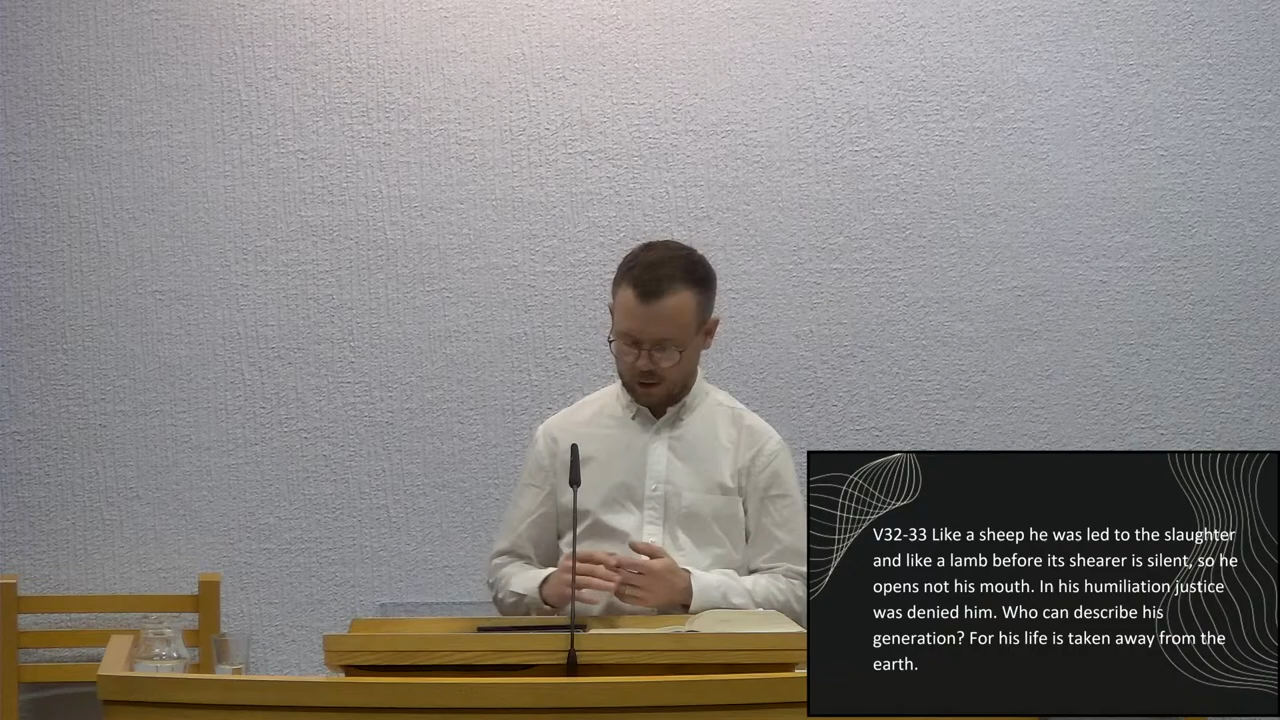 V32-33 Like a sheep he was led to the slaughter
and like a lamb before its shearer is silent, so he
opens not his mouth. In his humiliation justice
was denied him. Who can describe his
generation? For his life is taken away from the
earth.